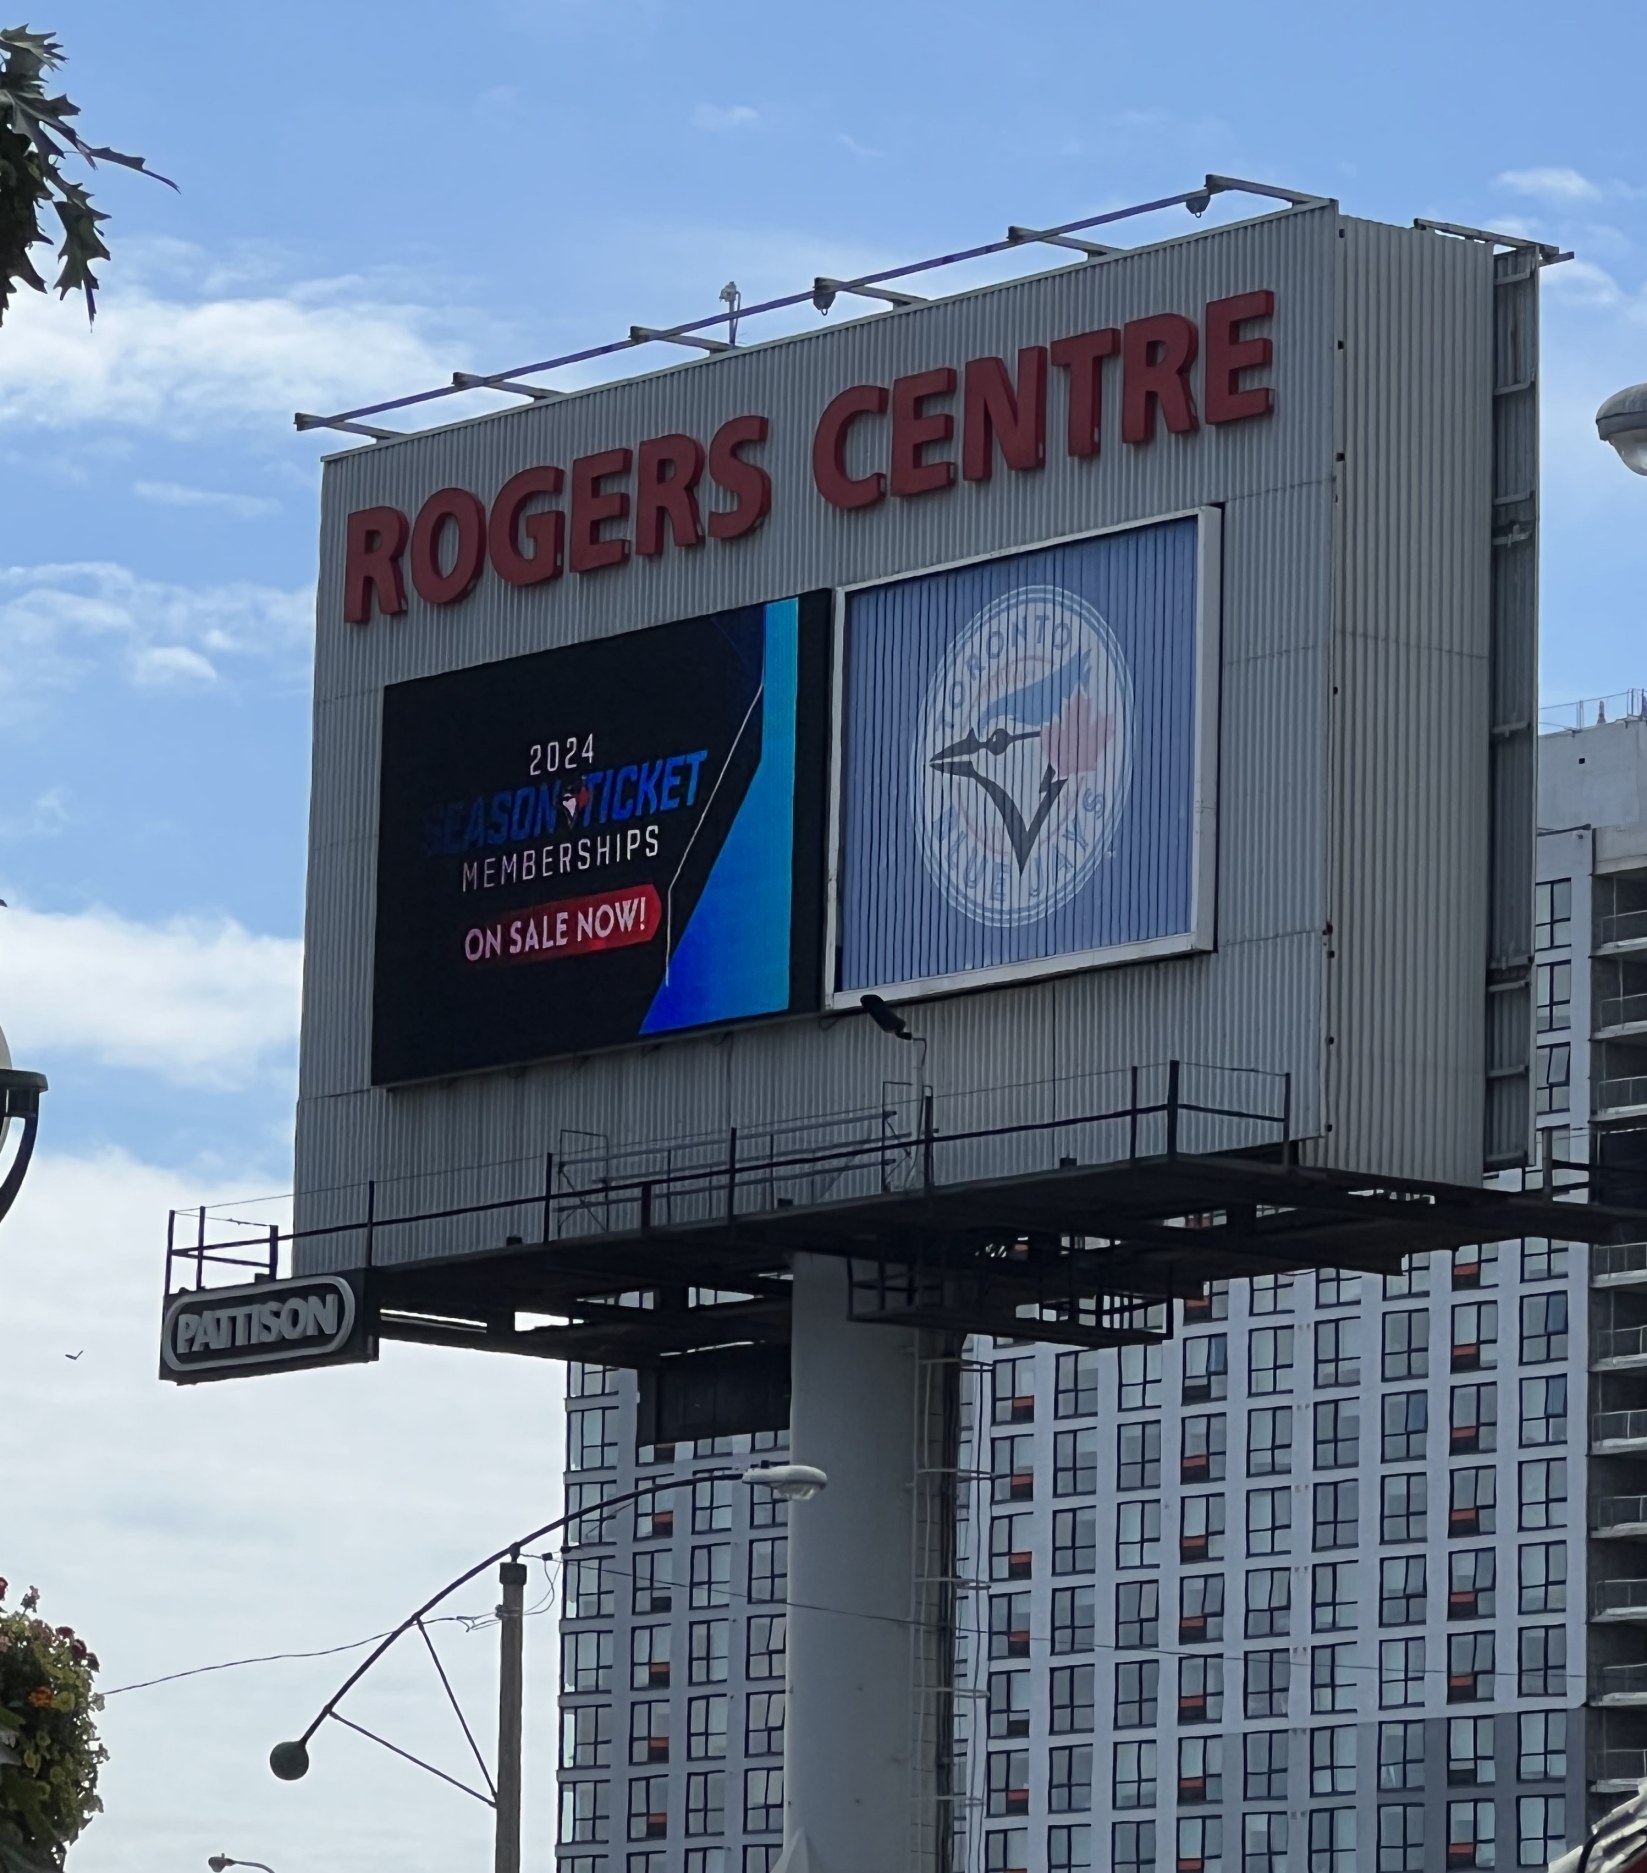 ROGERS CENTRE
2024
SEASON TICKET
MEMBERSHIPS
ON SALE NOW!
TORONTO
BLUE JAYS
PATTISON